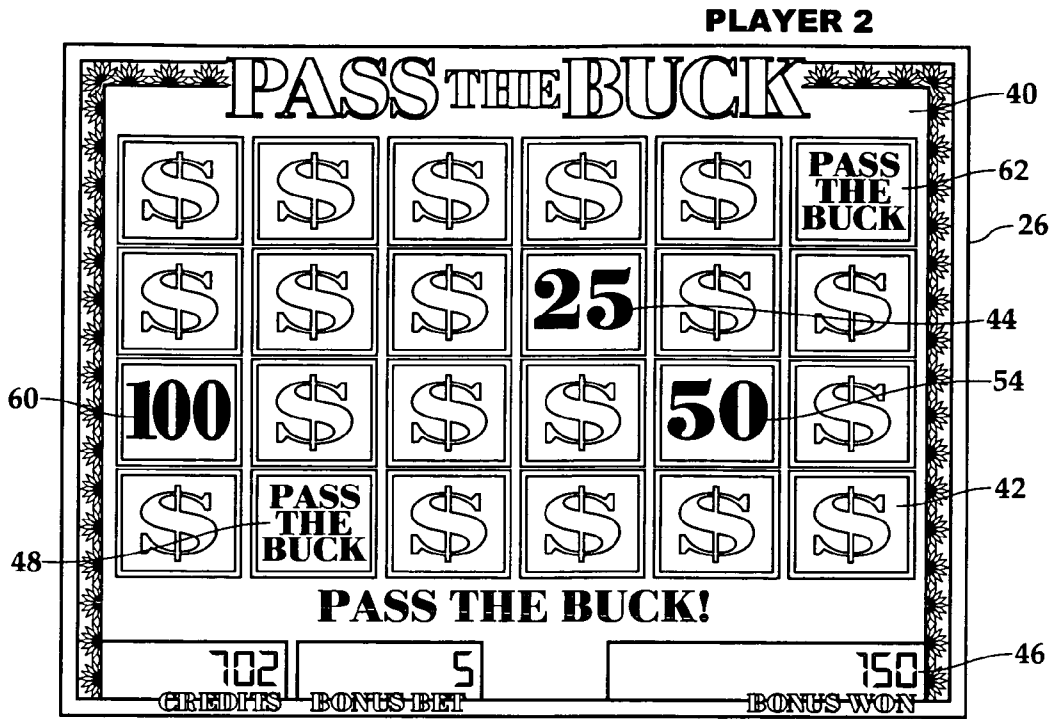 PLAYER 2
PASS THE BUCK
40
$ $ $ $ $ PASS THE BUCK
62
26
$ $ $ 25 $ $
44
60
100 $ $ $ 50 $
54
$ PASS THE BUCK $ $ $ $
42
48
PASS THE BUCK!
702 5 150
46
CREDITS BONUS BET BONUS WON